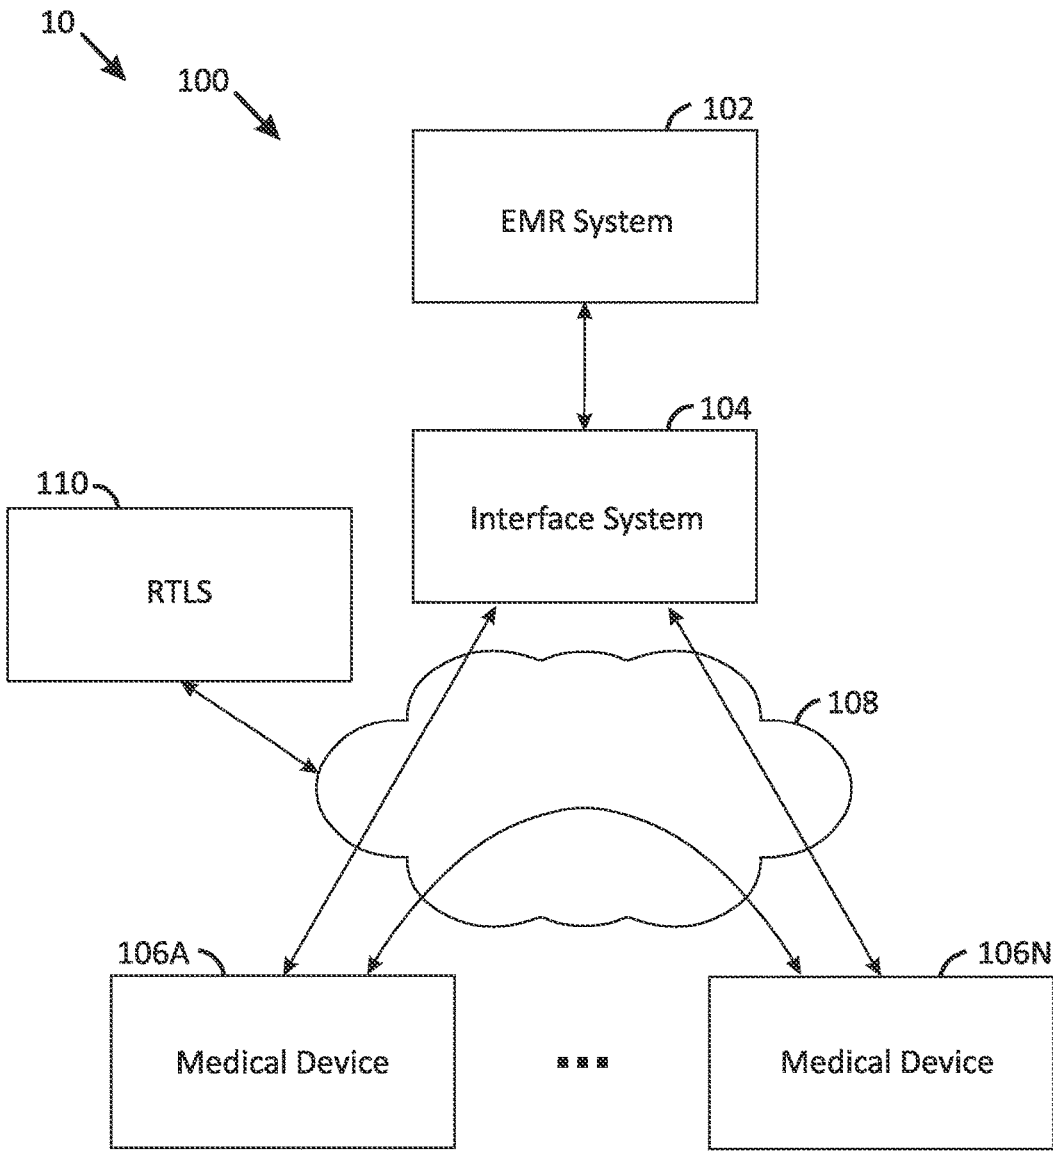 10
100
102
EMR System
104
Interface System
110
RTLS
108
106A
106N
Medical Device
...
Medical Device